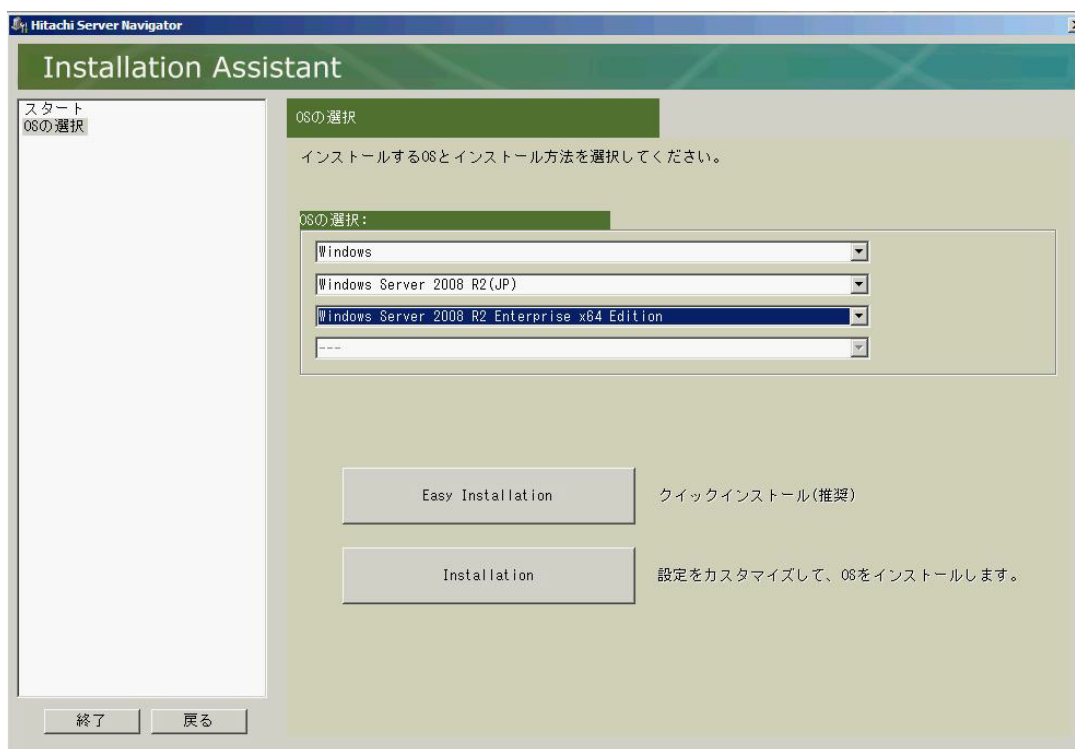 Hitachi Server Navigator
Installation Assistant
スタート
OSの選択
OSの選択
インストールするOSとインストール方法を選択してください。
OSの選択:
Windows
Windows Server 2008 R2(JP)
Windows Server 2008 R2 Enterprise x64 Edition
---
Easy Installation
クイックインストール(推奨)
Installation
設定をカスタマイズして、OSをインストールします。
終了
戻る